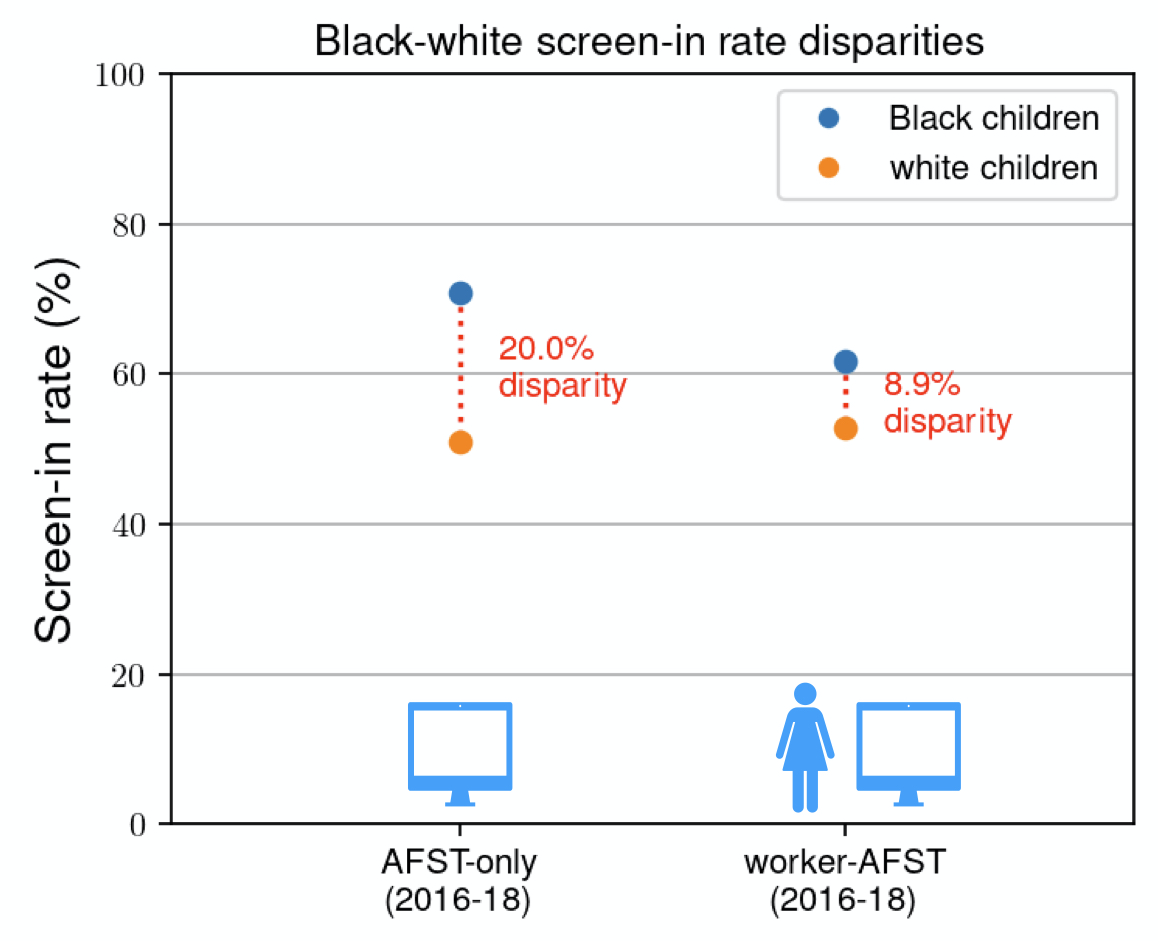 Black-white screen-in rate disparities
Screen-in rate (%)
100
80
60
40
20
0
Black children
white children
20.0%
disparity
8.9%
disparity
AFST-only
(2016-18)
worker-AFST
(2016-18)